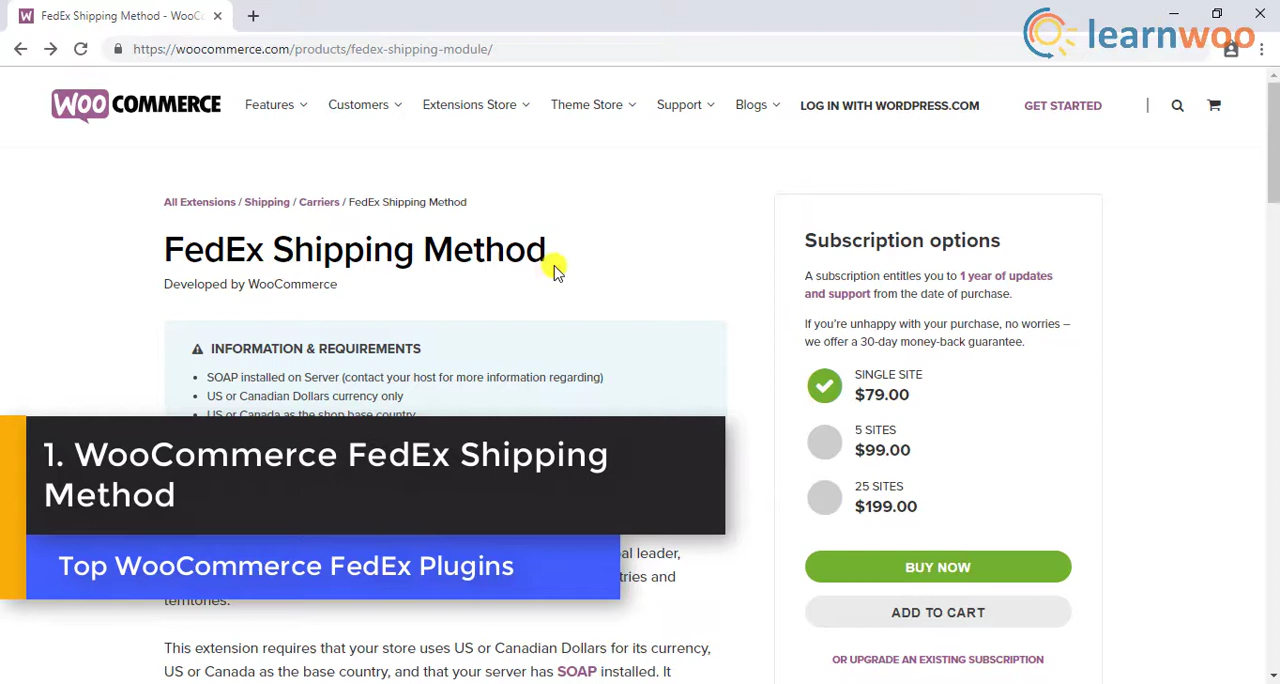 FedEx Shipping Method - WooC
https://woocommerce.com/products/fedex-shipping-module/
learnwoo
WOO COMMERCE
Features
Customers
Extensions Store
Theme Store
Support
Blogs
LOG IN WITH WORDPRESS.COM
GET STARTED
All Extensions / Shipping / Carriers / FedEx Shipping Method
FedEx Shipping Method
Developed by WooCommerce
INFORMATION & REQUIREMENTS
• SOAP installed on Server (contact your host for more information regarding)
• US or Canadian Dollars currency only
US or Canada as the shop base country
1. WooCommerce FedEx Shipping
Method
Top WooCommerce FedEx Plugins
al leader,
tries and
territories.
This extension requires that your store uses US or Canadian Dollars for its currency,
US or Canada as the base country, and that your server has SOAP installed. It
Subscription options
A subscription entitles you to 1 year of updates
and support from the date of purchase.
If you're unhappy with your purchase, no worries –
we offer a 30-day money-back guarantee.
SINGLE SITE
$79.00
5 SITES
$99.00
25 SITES
$199.00
BUY NOW
ADD TO CART
OR UPGRADE AN EXISTING SUBSCRIPTION